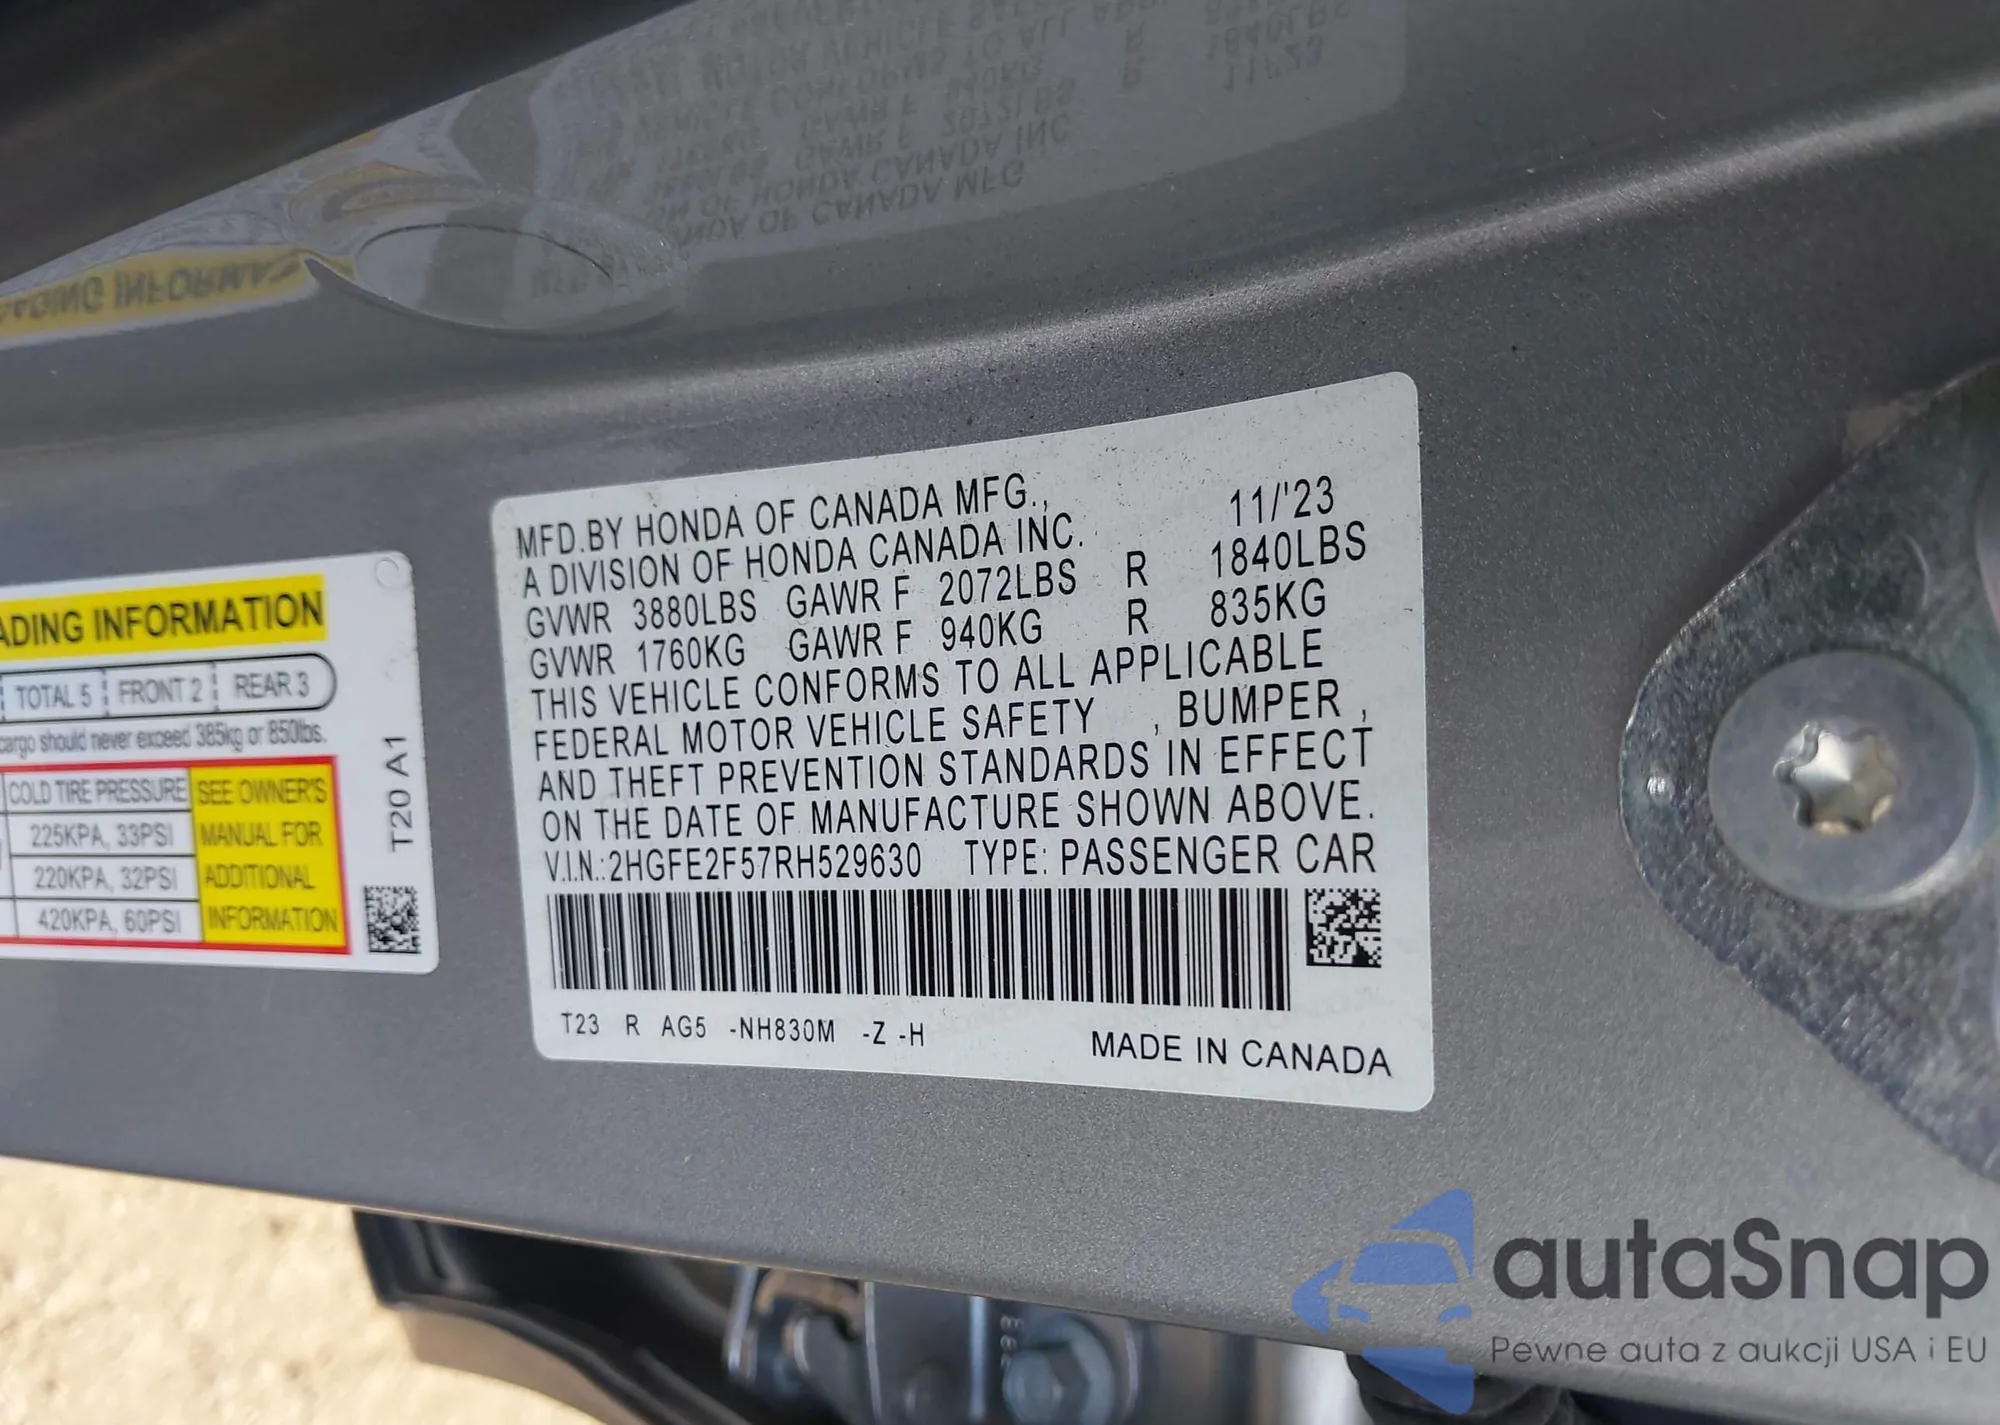 MFD.BY HONDA OF CANADA MFG.,
11/'23
A DIVISION OF HONDA CANADA INC.
GVWR 3880LBS GAWR F 2072LBS R 1840LBS
GVWR 1760KG GAWR F 940KG R 835KG
THIS VEHICLE CONFORMS TO ALL APPLICABLE
FEDERAL MOTOR VEHICLE SAFETY , BUMPER ,
AND THEFT PREVENTION STANDARDS IN EFFECT
ON THE DATE OF MANUFACTURE SHOWN ABOVE.
V.I.N.:2HGFE2F57RH529630 TYPE: PASSENGER CAR
T23 R AG5 -NH830M -Z -H
MADE IN CANADA
ADING INFORMATION
TOTAL 5 FRONT 2 REAR 3
cargo should never exceed 385kg or 850lbs.
COLD TIRE PRESSURE SEE OWNER'S
225KPA, 33PSI MANUAL FOR
220KPA, 32PSI ADDITIONAL
420KPA, 60PSI INFORMATION
T20 A1
autaSnap
Pewne auta z aukcji USA i EU